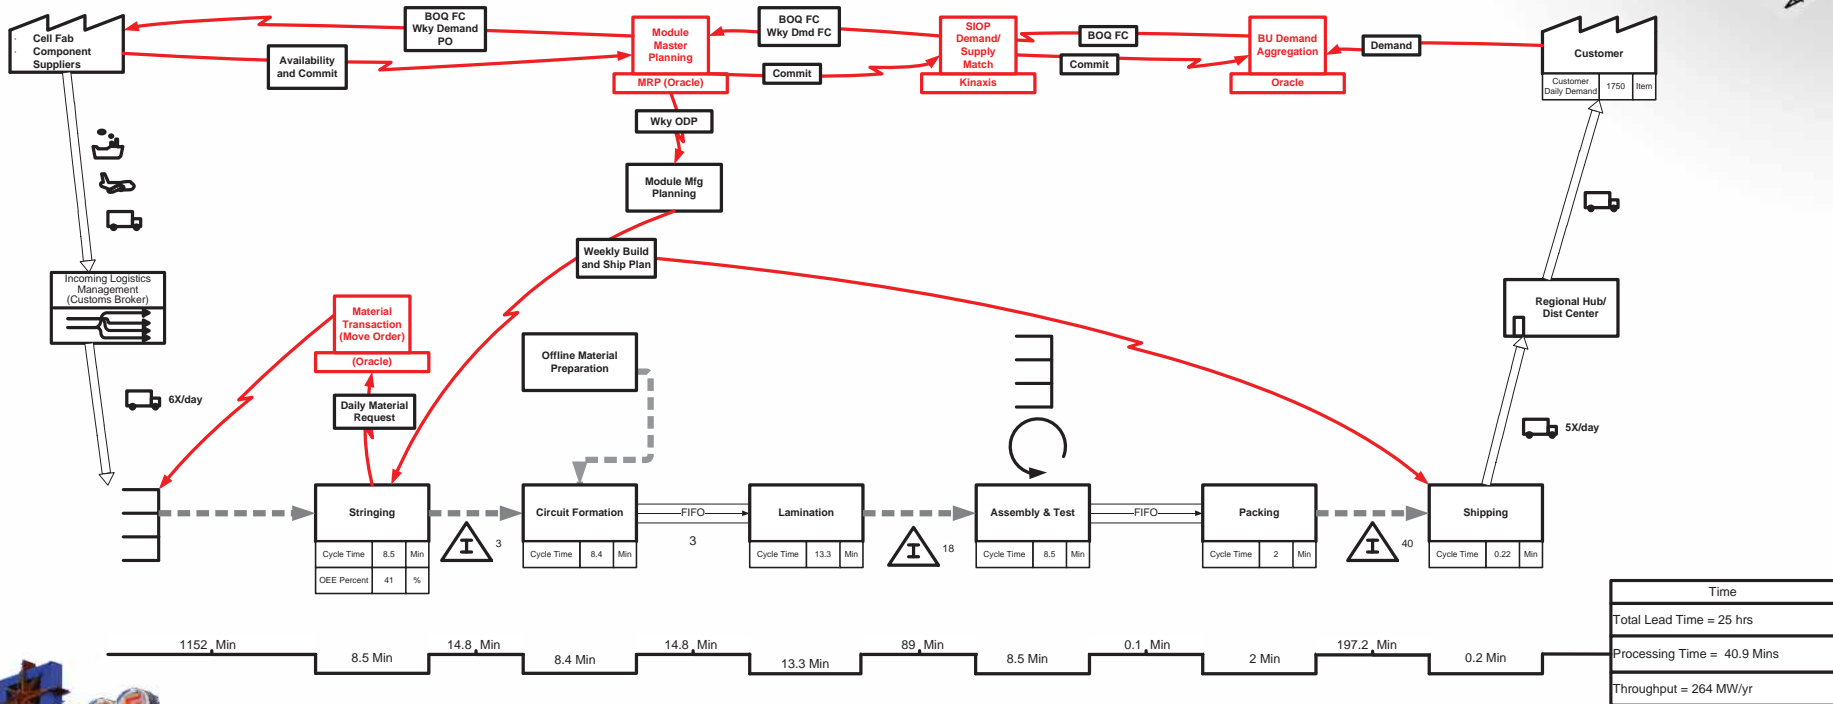 Cell Fab
Component
Suppliers
BOQ FC
Wky Demand
PO
Availability
and Commit
Module
Master
Planning
MRP (Oracle)
BOQ FC
Wky Dmd FC
Commit
SIOP
Demand/
Supply
Match
Kinaxis
BOQ FC
Commit
BU Demand
Aggregation
Oracle
Demand
Customer
Customer
Daily Demand
1750
Item
Wky ODP
Module Mfg
Planning
Weekly Build
and Ship Plan
Incoming Logistics
Management
(Customs Broker)
Material
Transaction
(Move Order)
(Oracle)
Daily Material
Request
Offline Material
Preparation
Regional Hub/
Dist Center
6X/day
5X/day
Stringing
Cycle Time 8.5 Min
OEE Percent 41 %
I
3
Circuit Formation
Cycle Time 8.4 Min
FIFO
3
Lamination
Cycle Time 13.3 Min
I
18
Assembly & Test
Cycle Time 8.5 Min
FIFO
Packing
Cycle Time 2 Min
I
40
Shipping
Cycle Time 0.22 Min
1152 Min
8.5 Min
14.8 Min
8.4 Min
14.8 Min
13.3 Min
89 Min
8.5 Min
0.1 Min
2 Min
197.2 Min
0.2 Min
Time
Total Lead Time = 25 hrs
Processing Time = 40.9 Mins
Throughput = 264 MW/yr